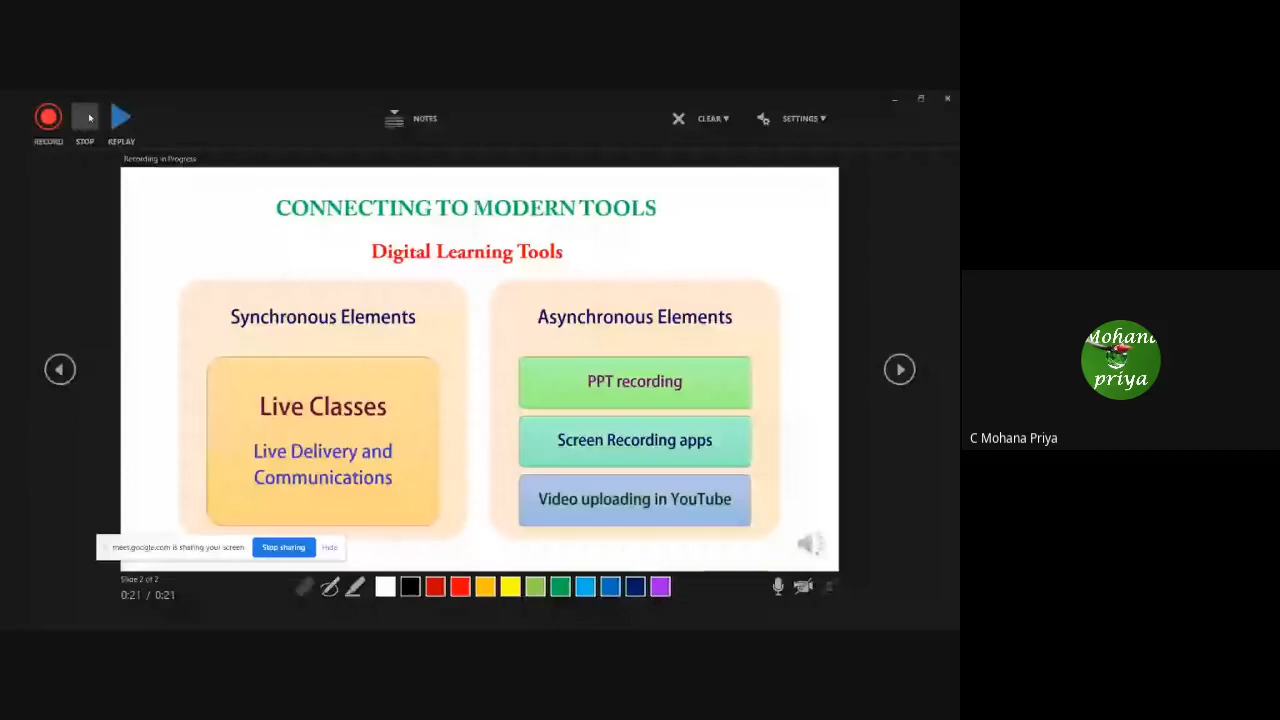 RECORD
STOP
REPLAY
NOTES
CLEAR
SETTINGS
Recording in Progress
CONNECTING TO MODERN TOOLS
Digital Learning Tools
Synchronous Elements
Live Classes
Live Delivery and
Communications
Asynchronous Elements
PPT recording
Screen Recording apps
Video uploading in YouTube
meet.google.com is sharing your screen
Stop sharing
Hide
Slide 2 of 2
0:21 / 0:21
Mohana
priya
C Mohana Priya